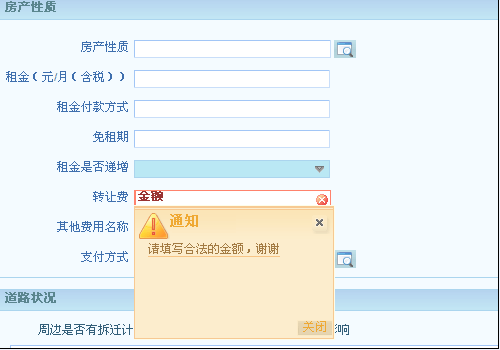 房产性质
房产性质
租金（元/月（含税））
租金付款方式
免租期
租金是否递增
转让费 金额
通知
其他费用名称
请填写合法的金额，谢谢
支付方式
道路状况
关闭
周边是否有拆迁计 影响